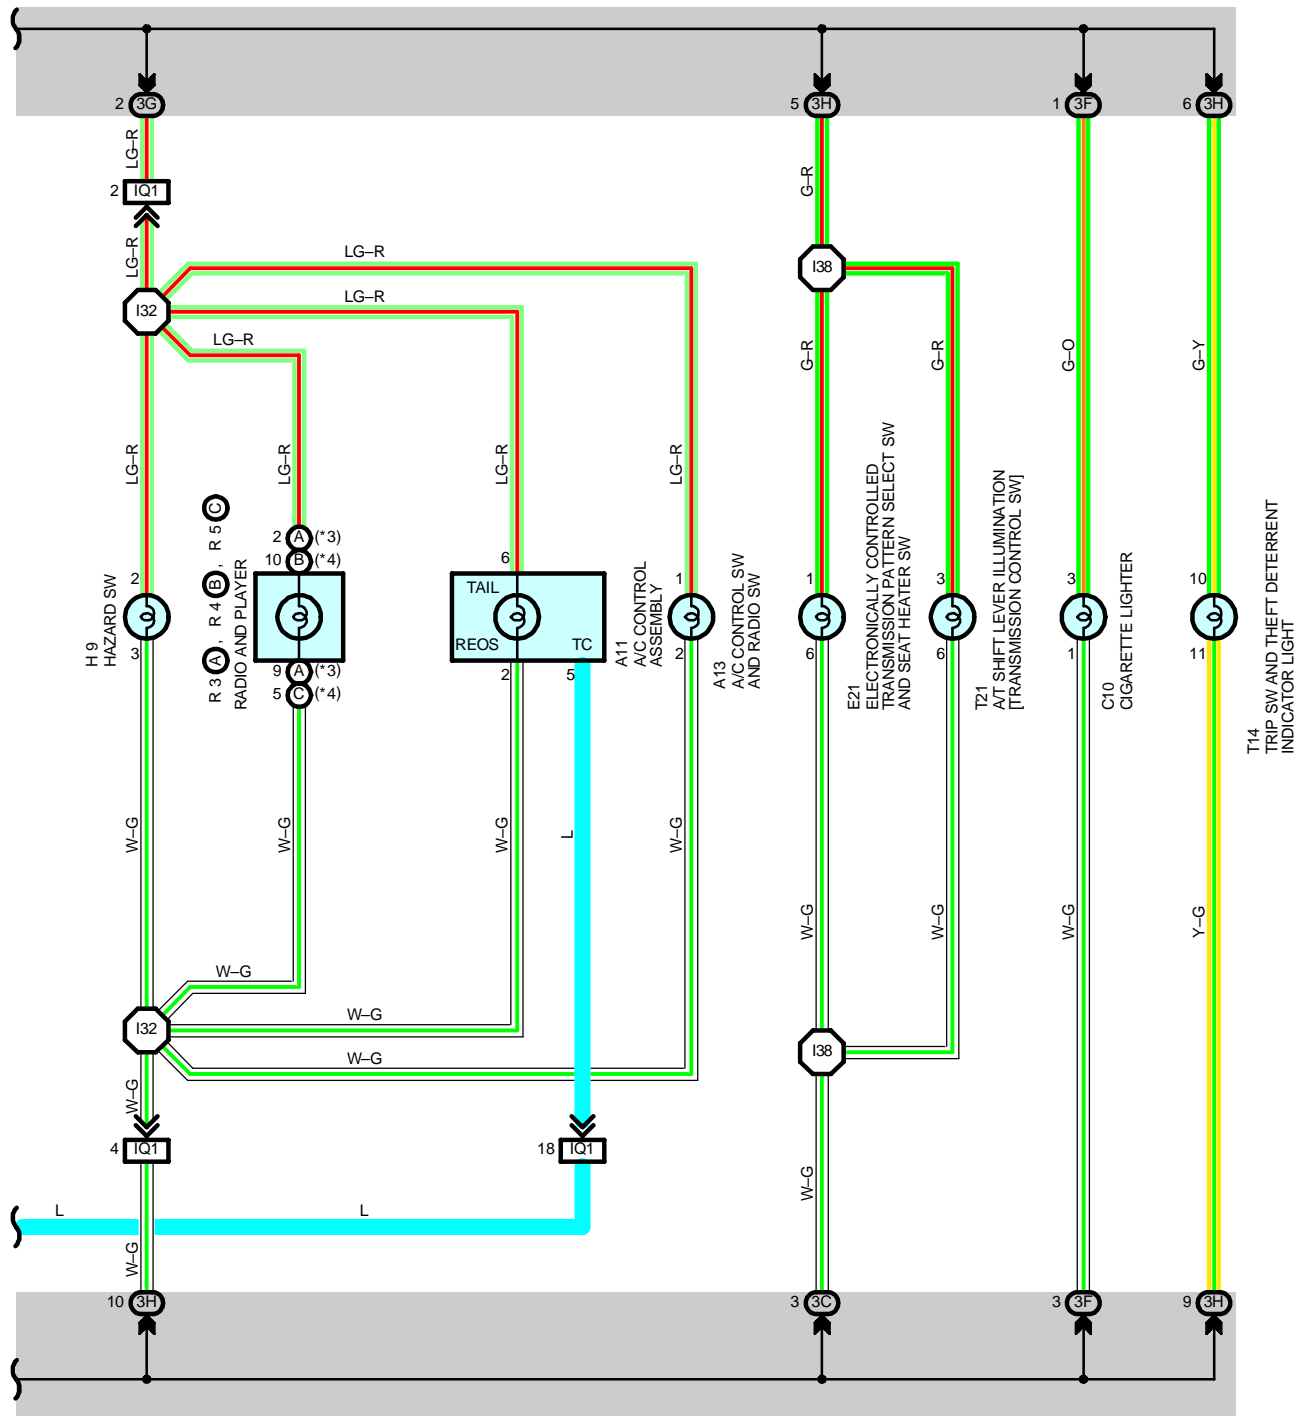 2 3G
5 3H
1 3F
6 3H
LG–R
2 IQ1
G–R
LG–R
LG–R
I38
LG–R
I32
LG–R
G–R
G–R
G–O
G–Y
LG–R
LG–R
LG–R
LG–R
R 3 A , R 4 B , R 5 C
RADIO AND PLAYER
2 A (*3)
10 B (*4)
H 9
HAZARD SW
2
3
9 A (*3)
5 C (*4)
6
TAIL
REOS
TC
2
5
A11
A/C CONTROL
ASSEMBLY
1
2
A13
A/C CONTROL SW
AND RADIO SW
1
6
E21
ELECTRONICALLY CONTROLLED
TRANSMISSION PATTERN SELECT SW
AND SEAT HEATER SW
3
6
T21
A/T SHIFT LEVER ILLUMINATION
[TRANSMISSION CONTROL SW]
3
1
C10
CIGARETTE LIGHTER
10
11
T14
TRIP SW AND THEFT DETERRENT
INDICATOR LIGHT
W–G
W–G
W–G
L
W–G
W–G
W–G
W–G
Y–G
W–G
W–G
I32
W–G
I38
W–G
4 IQ1
18 IQ1
W–G
L
L
W–G
10 3H
3 3C
3 3F
9 3H